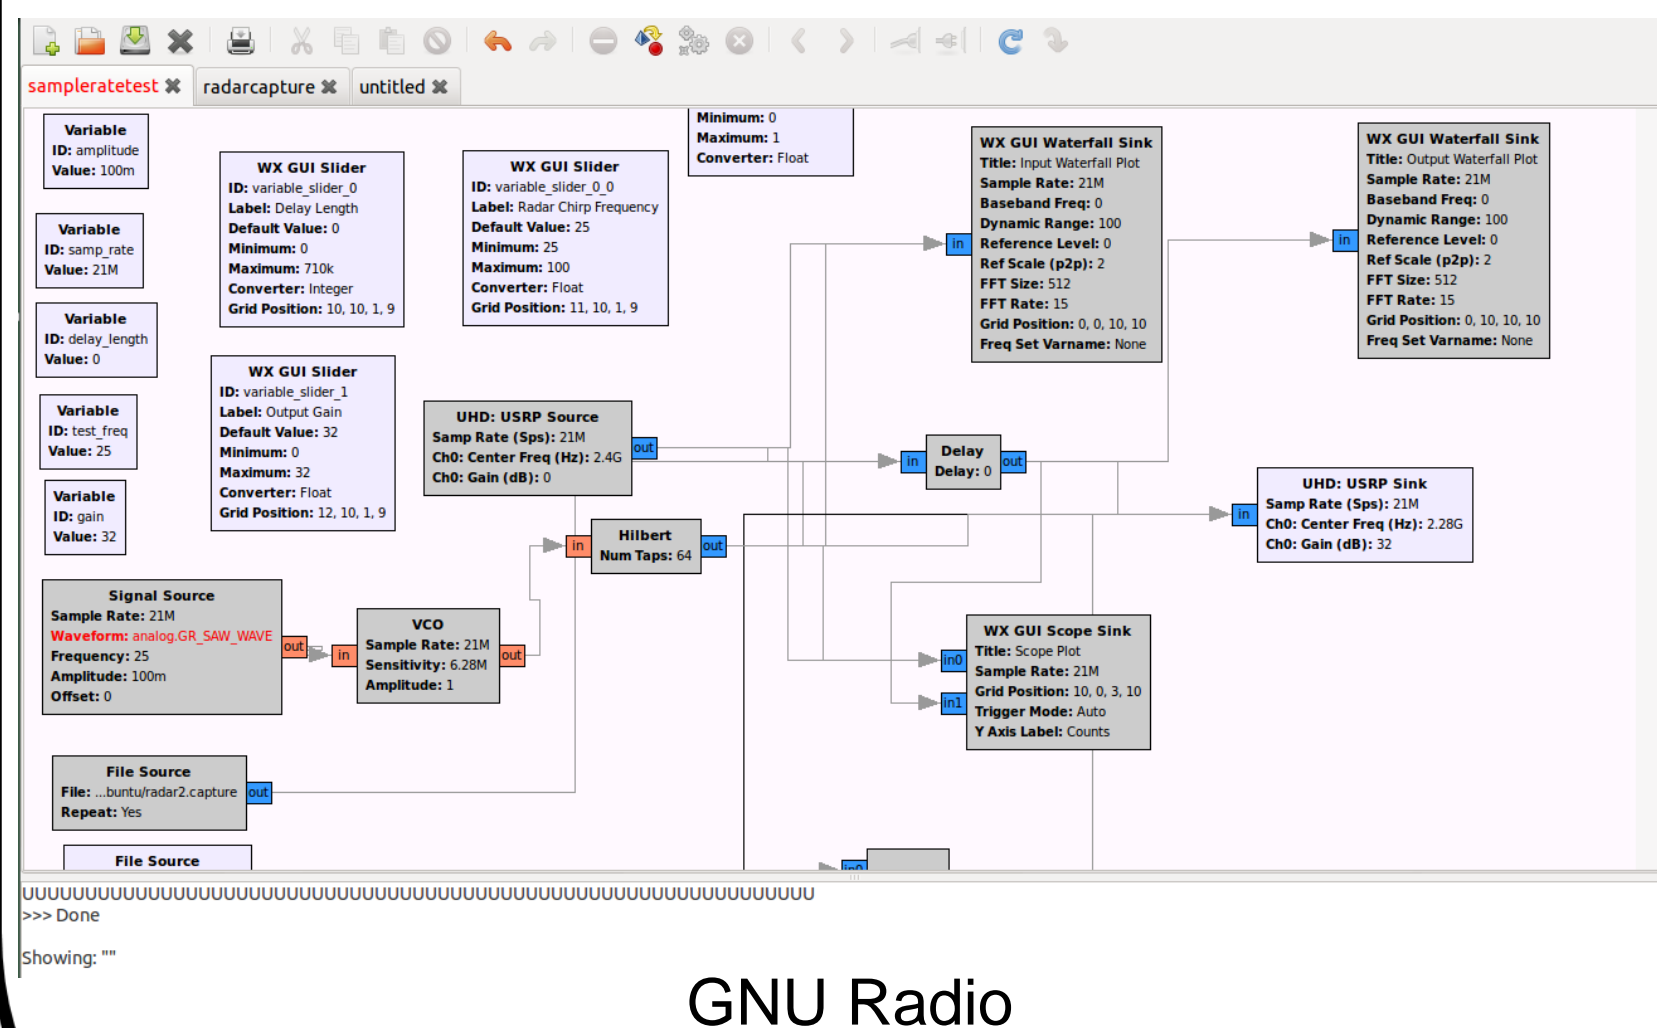 sampleratetest
radarcapture
untitled
Variable
ID: amplitude
Value: 100m
Variable
ID: samp_rate
Value: 21M
Variable
ID: delay_length
Value: 0
Variable
ID: test_freq
Value: 25
Variable
ID: gain
Value: 32
WX GUI Slider
ID: variable_slider_0
Label: Delay Length
Default Value: 0
Minimum: 0
Maximum: 710k
Converter: Integer
Grid Position: 10, 10, 1, 9
WX GUI Slider
ID: variable_slider_0_0
Label: Radar Chirp Frequency
Default Value: 25
Minimum: 25
Maximum: 100
Converter: Float
Grid Position: 11, 10, 1, 9
Minimum: 0
Maximum: 1
Converter: Float
WX GUI Waterfall Sink
Title: Input Waterfall Plot
Sample Rate: 21M
Baseband Freq: 0
Dynamic Range: 100
in
Reference Level: 0
Ref Scale (p2p): 2
FFT Size: 512
FFT Rate: 15
Grid Position: 0, 0, 10, 10
Freq Set Varname: None
WX GUI Waterfall Sink
Title: Output Waterfall Plot
Sample Rate: 21M
Baseband Freq: 0
Dynamic Range: 100
in
Reference Level: 0
Ref Scale (p2p): 2
FFT Size: 512
FFT Rate: 15
Grid Position: 0, 10, 10, 10
Freq Set Varname: None
WX GUI Slider
ID: variable_slider_1
Label: Output Gain
Default Value: 32
Minimum: 0
Maximum: 32
Converter: Float
Grid Position: 12, 10, 1, 9
UHD: USRP Source
Samp Rate (Sps): 21M
Ch0: Center Freq (Hz): 2.4G
Ch0: Gain (dB): 0
out
in
Delay
Delay: 0
out
in
UHD: USRP Sink
Samp Rate (Sps): 21M
Ch0: Center Freq (Hz): 2.28G
Ch0: Gain (dB): 32
in
Hilbert
Num Taps: 64
out
Signal Source
Sample Rate: 21M
Waveform: analog.GR_SAW_WAVE
Frequency: 25
Amplitude: 100m
Offset: 0
out
in
VCO
Sample Rate: 21M
Sensitivity: 6.28M
Amplitude: 1
out
in0
in1
WX GUI Scope Sink
Title: Scope Plot
Sample Rate: 21M
Grid Position: 10, 0, 3, 10
Trigger Mode: Auto
Y Axis Label: Counts
File Source
File: ...buntu/radar2.capture
Repeat: Yes
out
File Source
in0
UUUUUUUUUUUUUUUUUUUUUUUUUUUUUUUUUUUUUUUUUUUUUUUUUUUUUUUUUUUUUUU
>>> Done
Showing: ""
GNU Radio